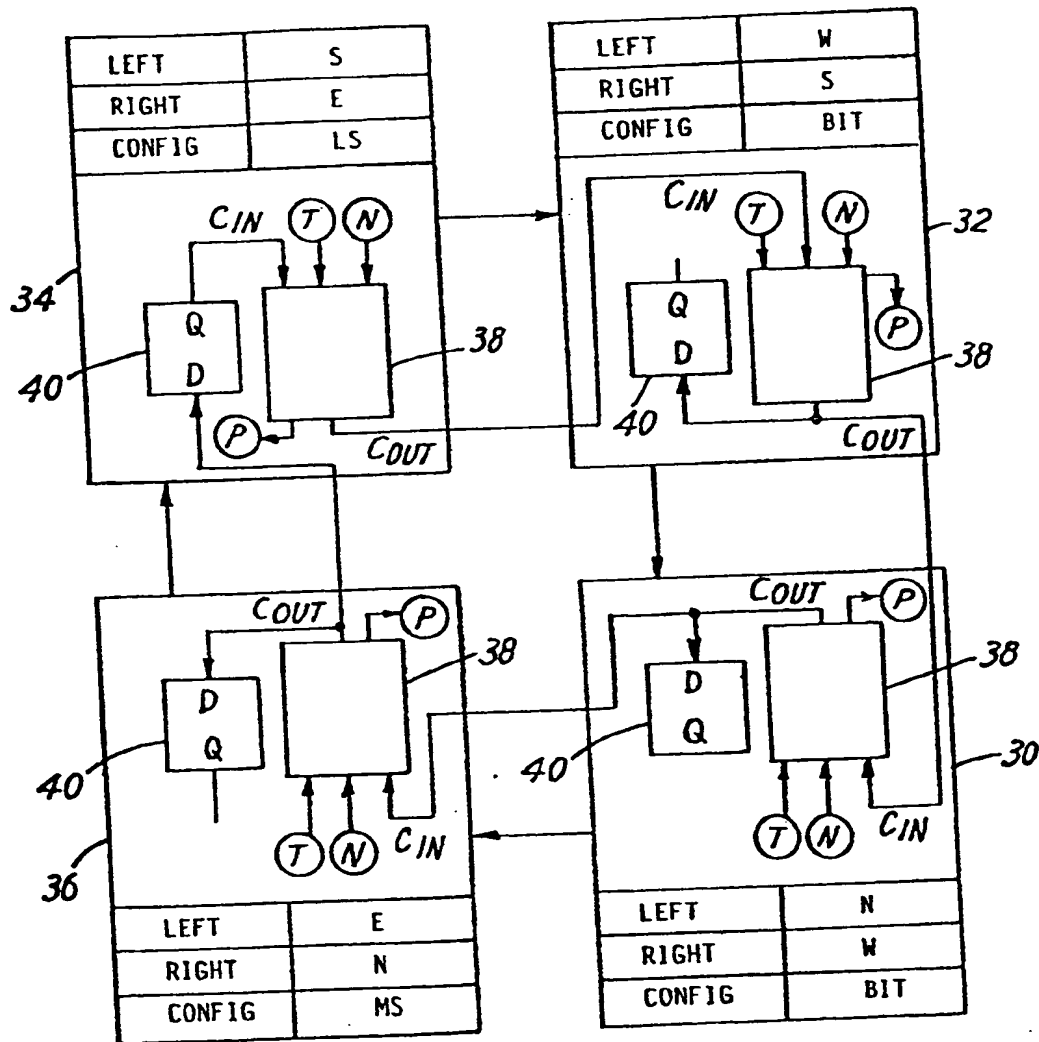 LEFT S
RIGHT E
CONFIG LS
CIN
T N
34
Q
D
40
38
P
COUT
LEFT W
RIGHT S
CONFIG BIT
CIN
T N
32
Q
D
P
38
40
COUT
COUT
P
38
D
Q
40
T N
CIN
36
LEFT E
RIGHT N
CONFIG MS
COUT
P
38
D
Q
40
30
T N
CIN
LEFT N
RIGHT W
CONFIG BIT